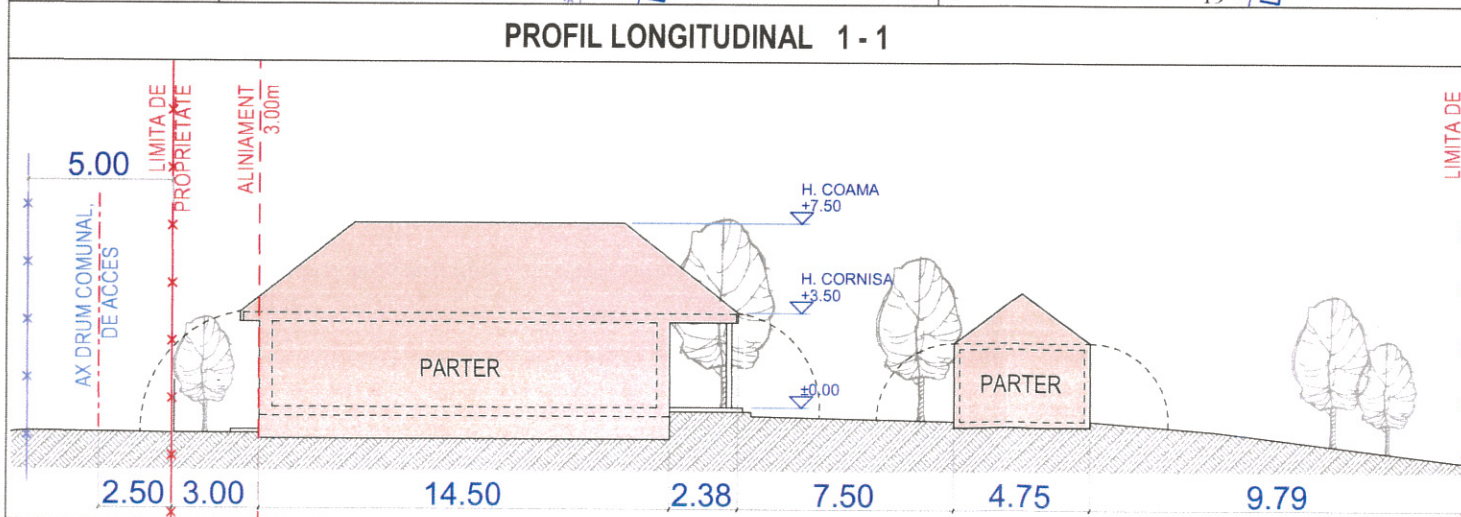 PROFIL LONGITUDINAL 1 - 1
5.00
LIMITA DE
PROPRIETATE
ALINIAMENT
3.00m
LIMITA DE
AX DRUM COMUNAL,
DE ACCES
H. COAMA
+7.50
H. CORNISA
+3.50
PARTER
±0,00
PARTER
2.50 3.00 14.50 2.38 7.50 4.75 9.79